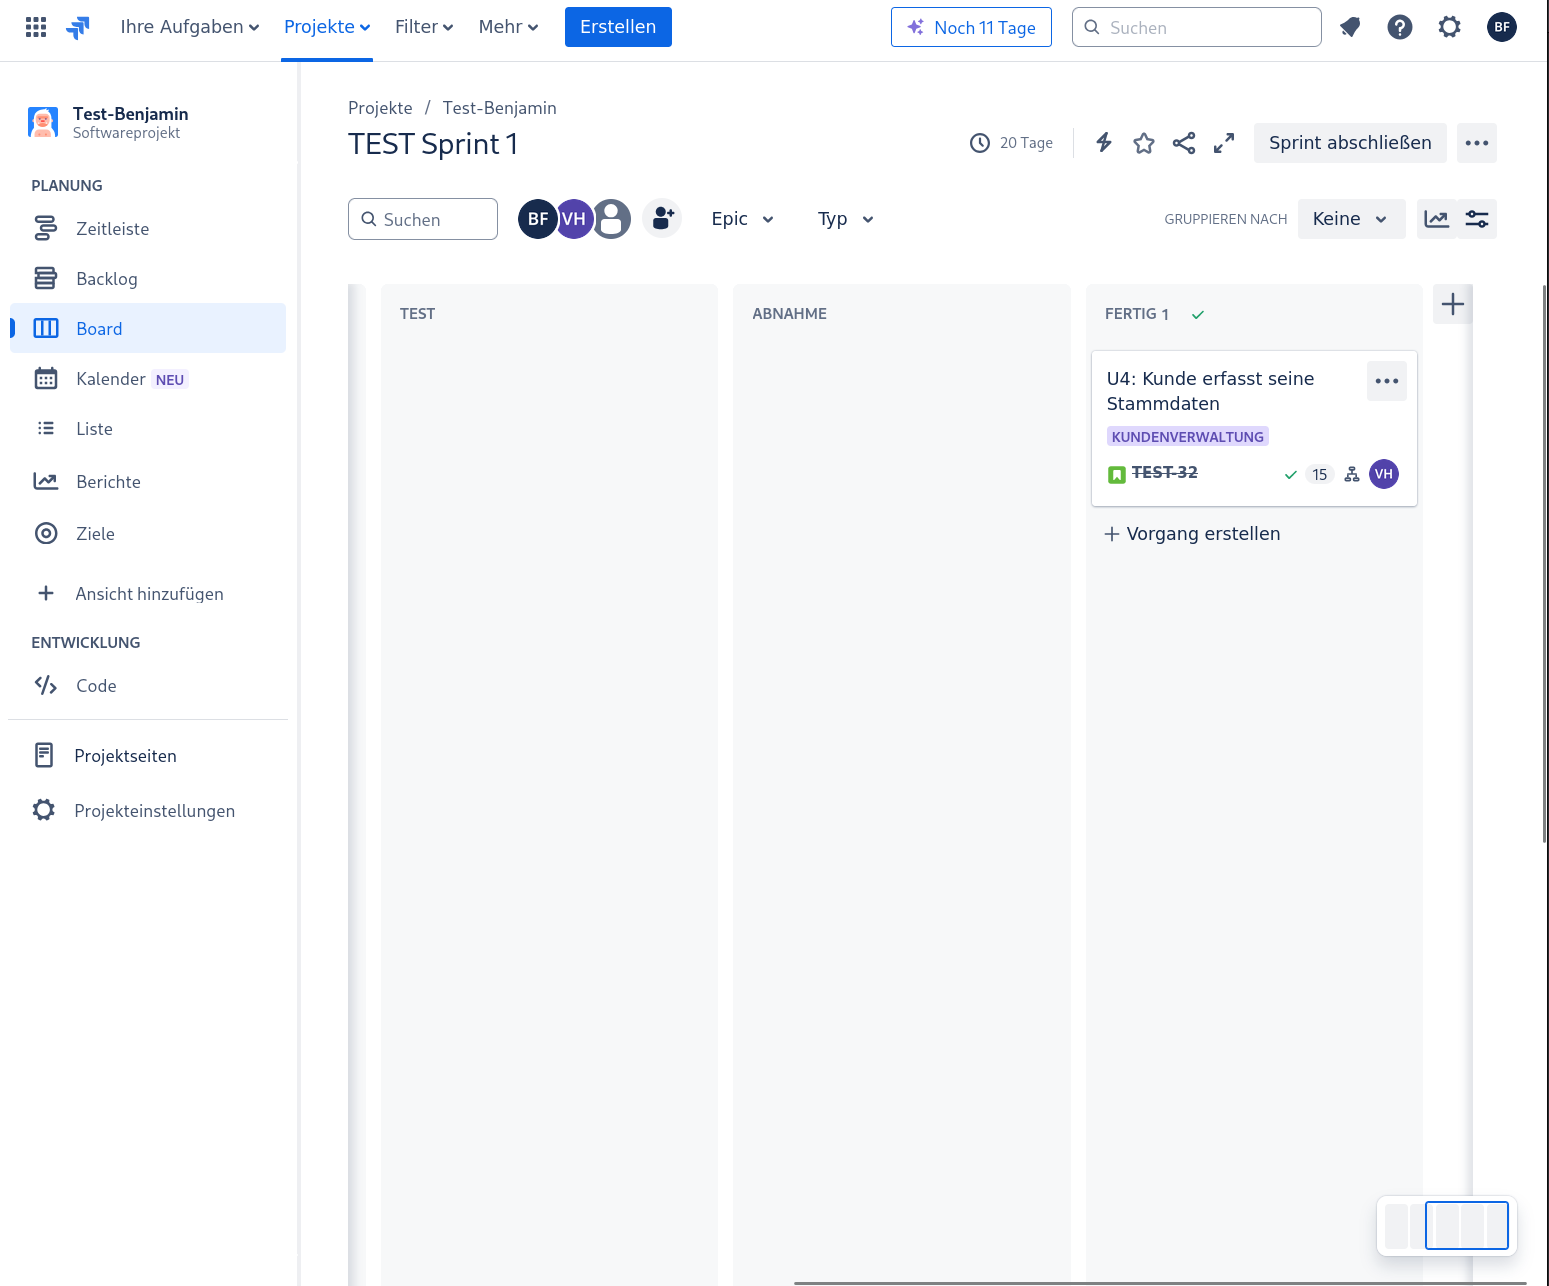 Ihre Aufgaben
Projekte
Filter
Mehr
Erstellen
Noch 11 Tage
Suchen
BF
Test-Benjamin
Softwareprojekt
PLANUNG
Zeitleiste
Backlog
Board
Kalender NEU
Liste
Berichte
Ziele
Ansicht hinzufügen
ENTWICKLUNG
Code
Projektseiten
Projekteinstellungen
Projekte / Test-Benjamin
TEST Sprint 1
20 Tage
Sprint abschließen
Suchen
BF
VH
Epic
Typ
GRUPPIEREN NACH
Keine
TEST
ABNAHME
FERTIG 1
U4: Kunde erfasst seine
Stammdaten
KUNDENVERWALTUNG
TEST-32
15
VH
Vorgang erstellen